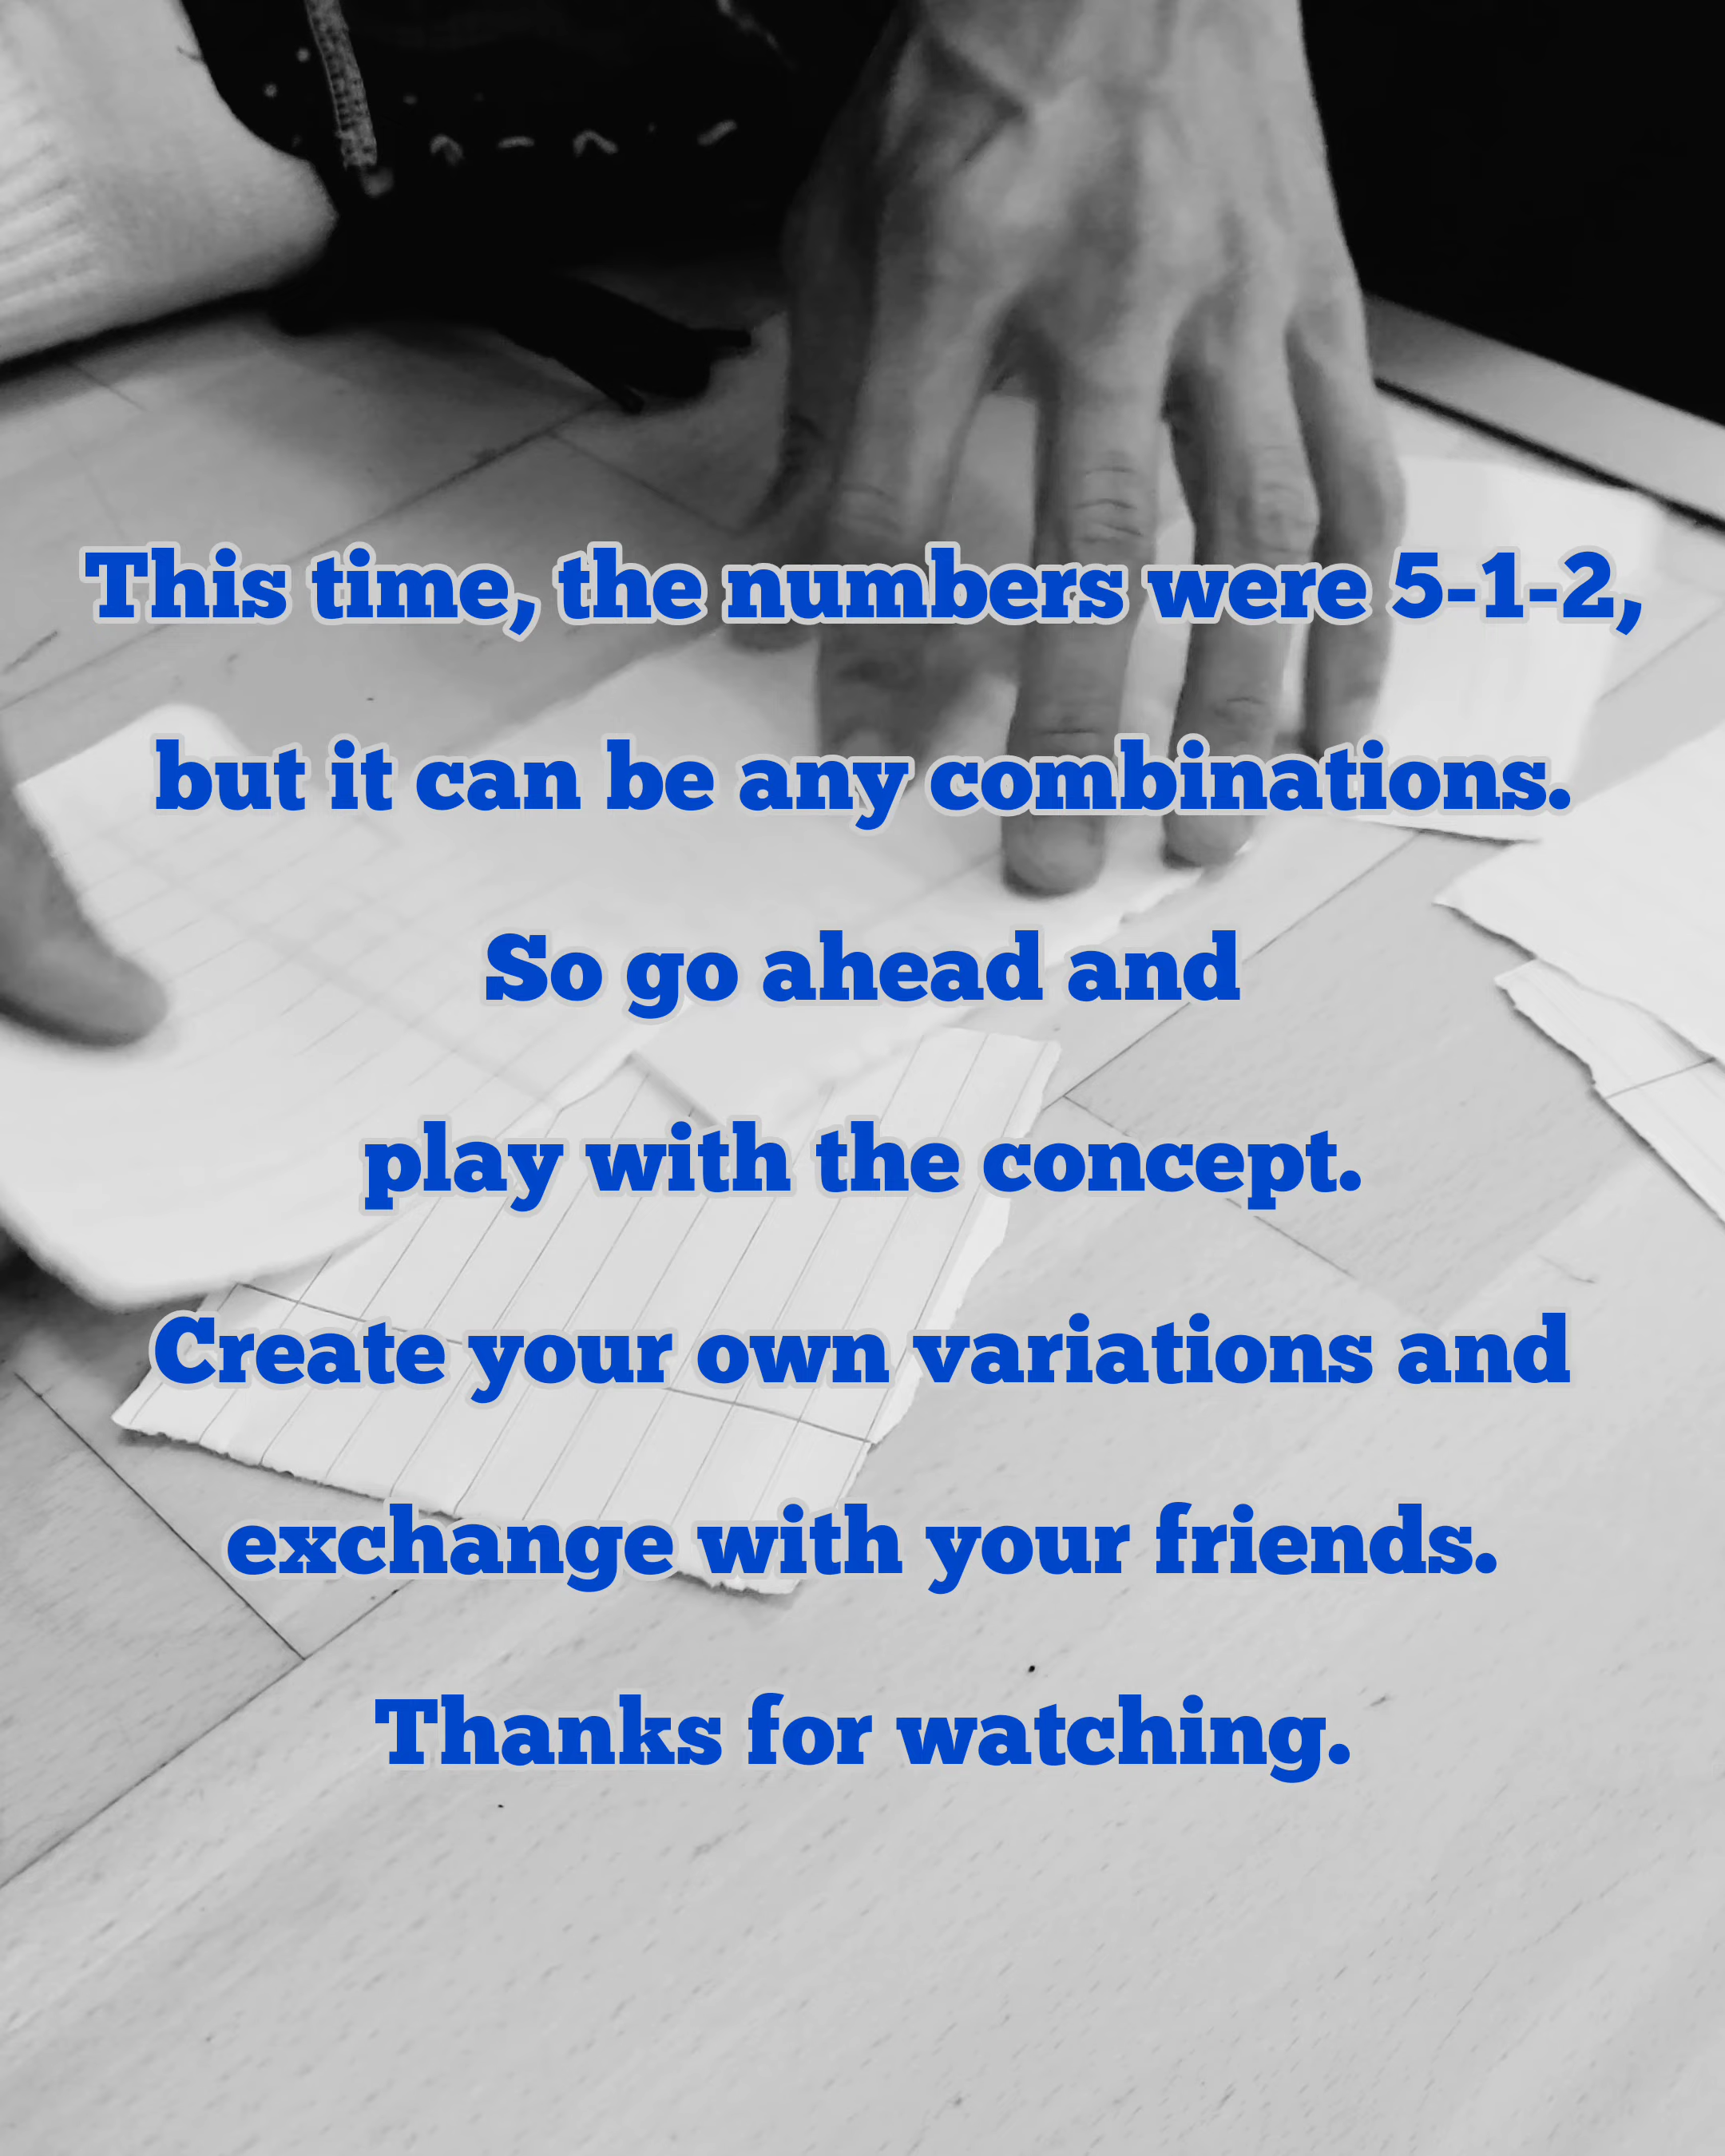 This time, the numbers were 5-1-2,
but it can be any combinations.
So go ahead and
play with the concept.
Create your own variations and
exchange with your friends.
Thanks for watching.